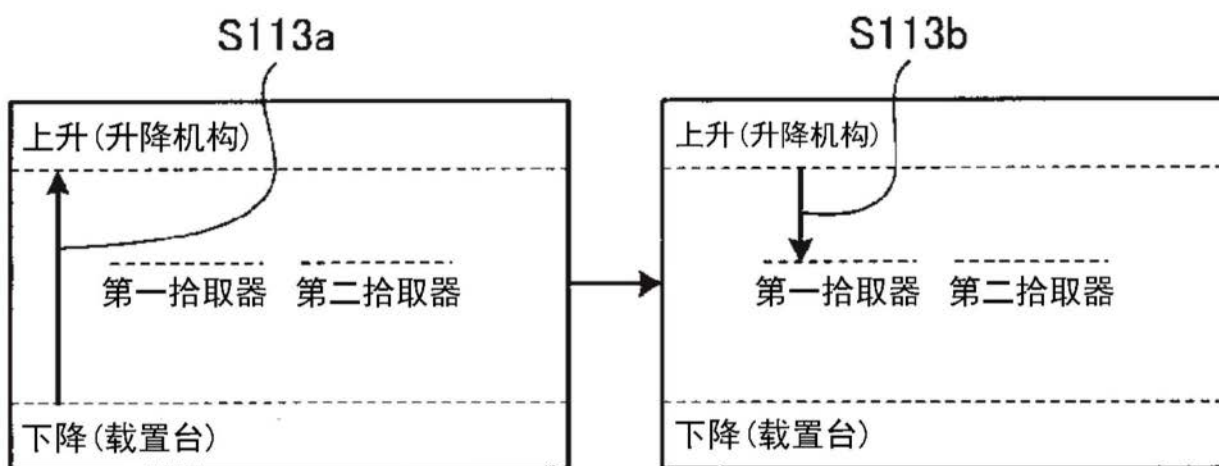 S113a
S113b
上升(升降机构)
第一拾取器 第二拾取器
下降(载置台)
上升(升降机构)
第一拾取器 第二拾取器
下降(载置台)